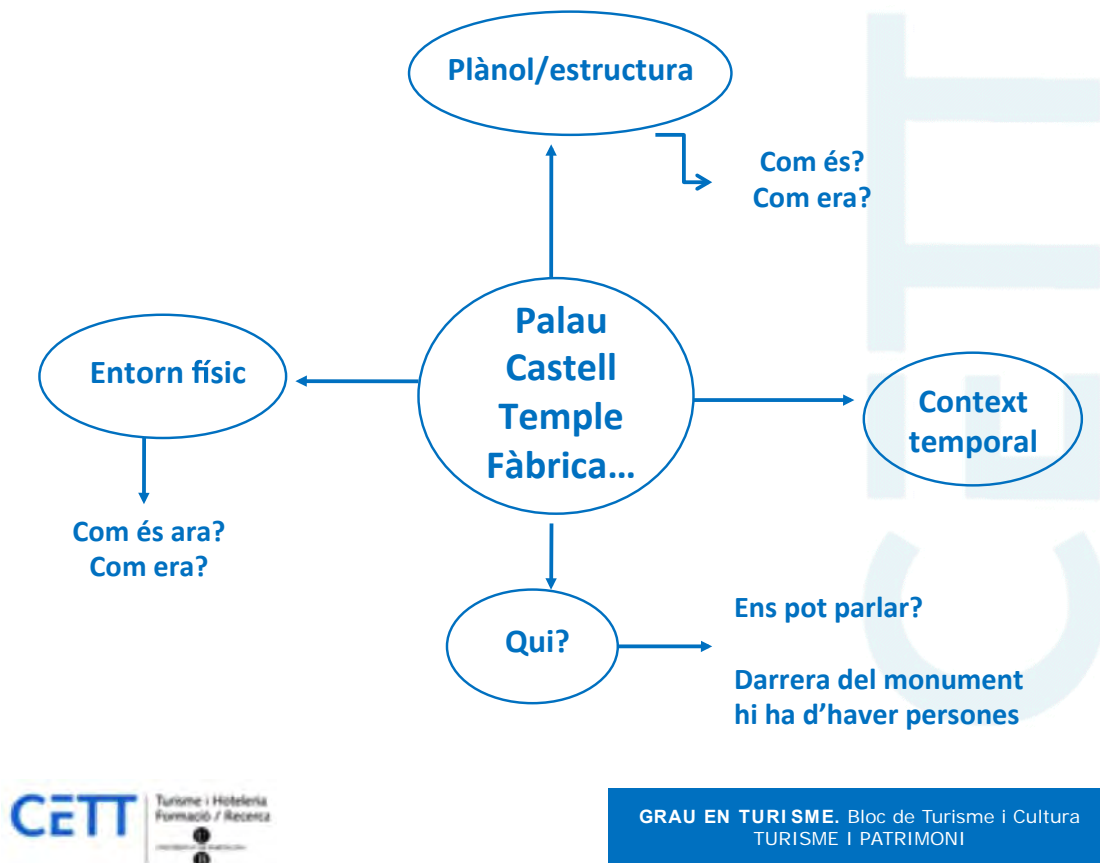 Plànol/estructura
Com és?
Com era?
Palau
Castell
Temple
Fàbrica...
Entorn físic
Context
temporal
Com és ara?
Com era?
Qui?
Ens pot parlar?
Darrera del monument
hi ha d'haver persones
CETT
CETT
Turisme i Hoteleria
Formació / Recerca
GRAU EN TURISME. Bloc de Turisme i Cultura
TURISME I PATRIMONI